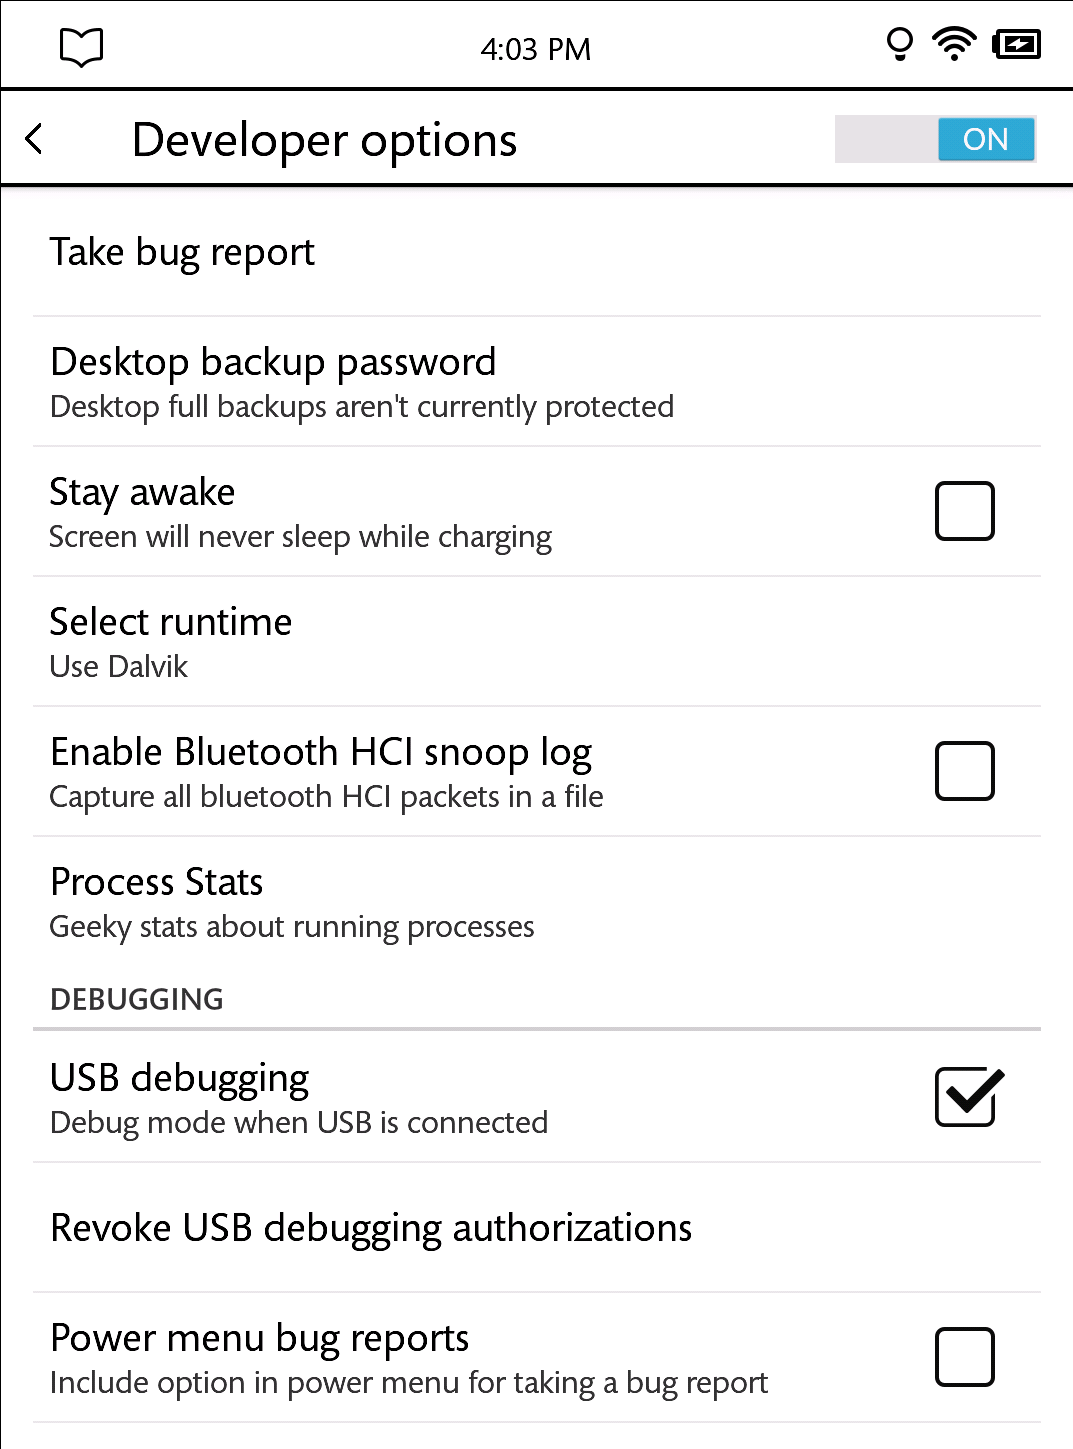 4:03 PM
Developer options
ON
Take bug report
Desktop backup password
Desktop full backups aren't currently protected
Stay awake
Screen will never sleep while charging
Select runtime
Use Dalvik
Enable Bluetooth HCI snoop log
Capture all bluetooth HCI packets in a file
Process Stats
Geeky stats about running processes
DEBUGGING
USB debugging
Debug mode when USB is connected
Revoke USB debugging authorizations
Power menu bug reports
Include option in power menu for taking a bug report